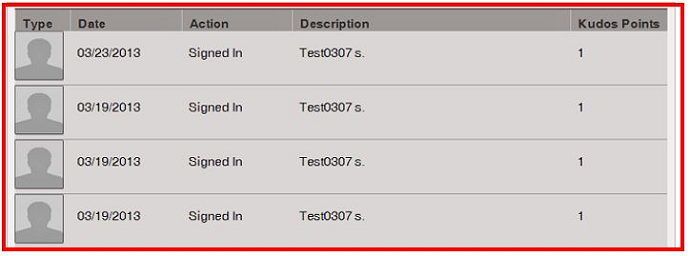 Type Date Action Description Kudos Points
03/23/2013 Signed In Test0307 s. 1
03/19/2013 Signed In Test0307 s. 1
03/19/2013 Signed In Test0307 s. 1
03/19/2013 Signed In Test0307 s. 1